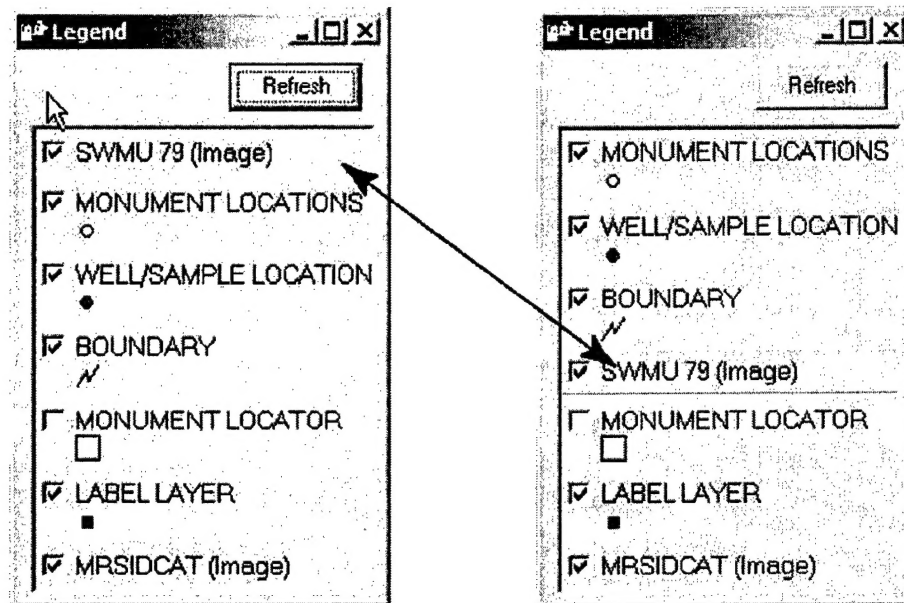 Legend
Refresh
SWMU 79 (Image)
MONUMENT LOCATIONS
WELL/SAMPLE LOCATION
BOUNDARY
MONUMENT LOCATOR
LABEL LAYER
MRSIDCAT (Image)
Legend
Refresh
MONUMENT LOCATIONS
WELL/SAMPLE LOCATION
BOUNDARY
SWMU 79 (Image)
MONUMENT LOCATOR
LABEL LAYER
MRSIDCAT (Image)